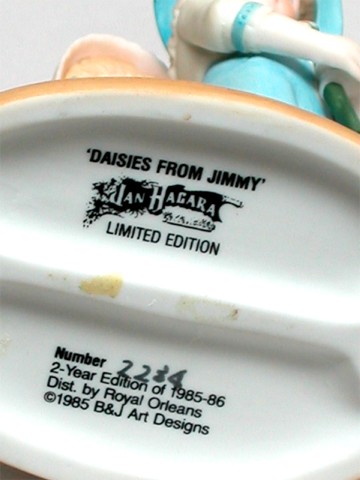 'DAISIES FROM JIMMY'
JAN HAGARA
LIMITED EDITION
Number 2234
2-Year Edition of 1985-86
Dist. by Royal Orleans
©1985 B&J Art Designs